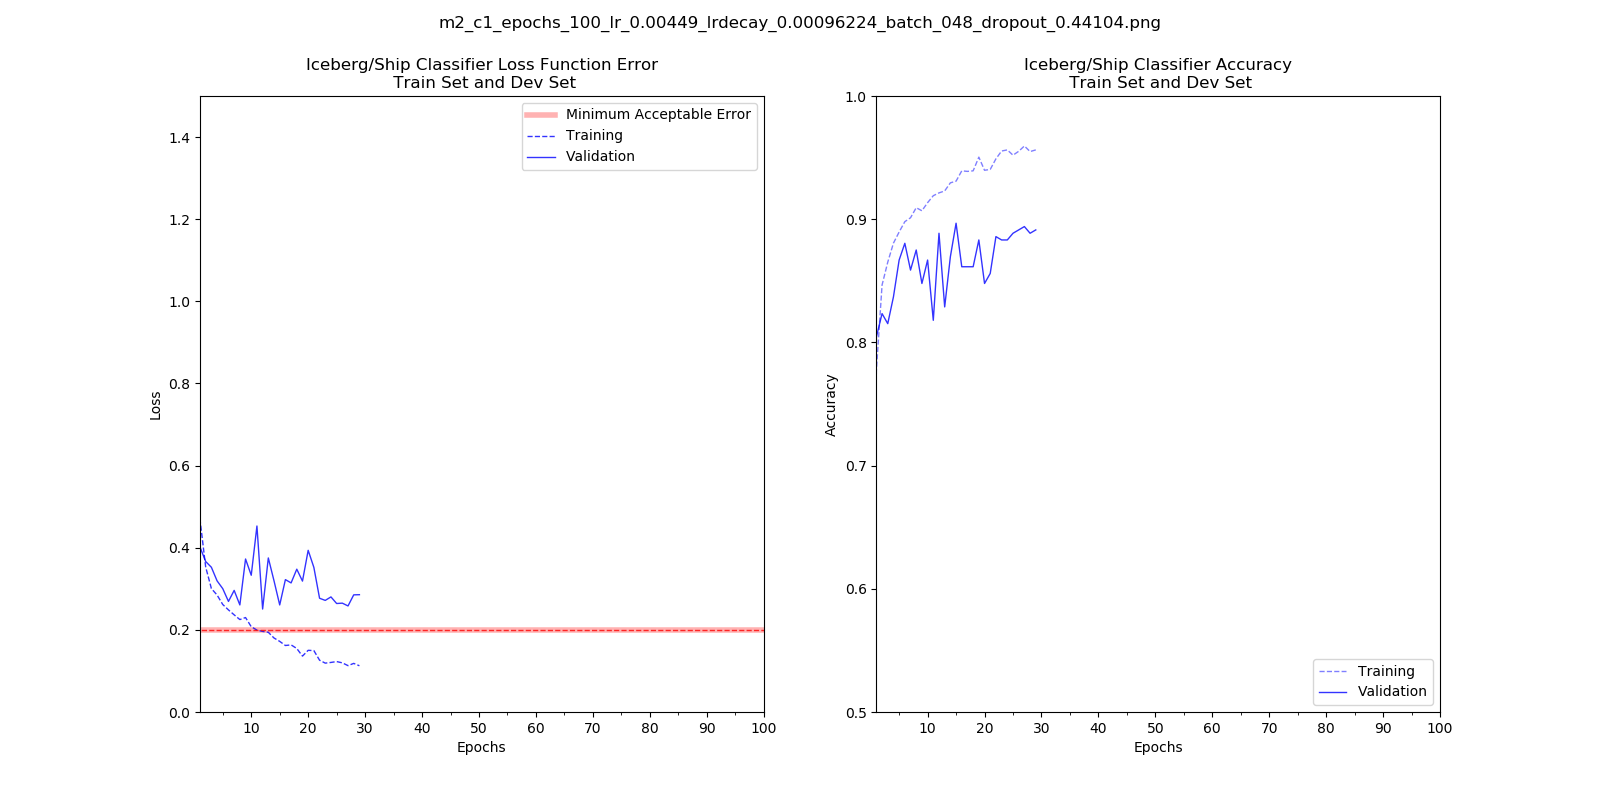 m2_c1_epochs_100_lr_0.00449_lrdecay_0.00096224_batch_048_dropout_0.44104.png
Iceberg/Ship Classifier Loss Function Error
Train Set and Dev Set
Minimum Acceptable Error
Training
Validation
1.4
1.2
1.0
0.8
0.6
0.4
0.2
0.0
Loss
10 20 30 40 50 60 70 80 90 100
Epochs
Iceberg/Ship Classifier Accuracy
Train Set and Dev Set
1.0
0.9
0.8
0.7
0.6
0.5
Accuracy
Training
Validation
10 20 30 40 50 60 70 80 90 100
Epochs